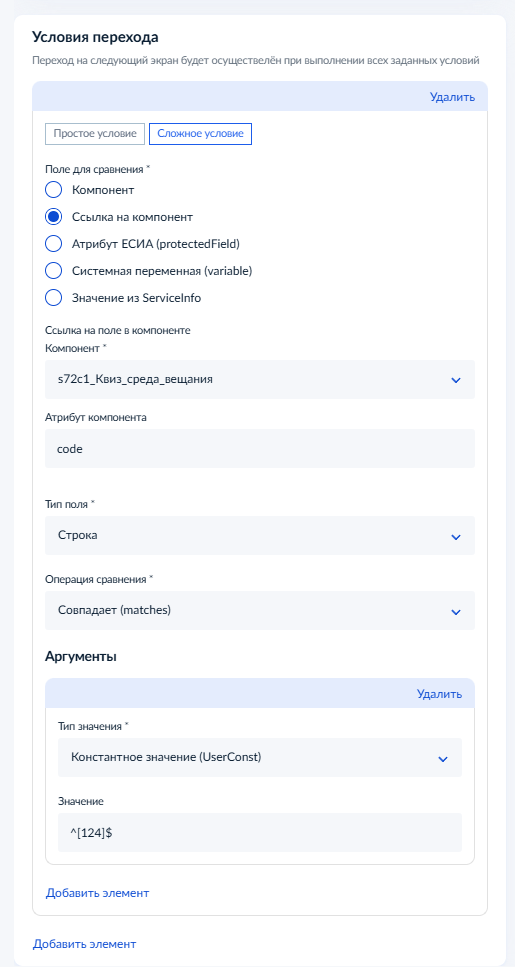 Условия перехода
Переход на следующий экран будет осуществелён при выполнении всех заданных условий
Удалить
Простое условие
Сложное условие
Поле для сравнения *
Компонент
Ссылка на компонент
Атрибут ЕСИА (protectedField)
Системная переменная (variable)
Значение из ServiceInfo
Ссылка на поле в компоненте
Компонент *
s72c1_Квиз_среда_вещания
Атрибут компонента
code
Тип поля *
Строка
Операция сравнения *
Совпадает (matches)
Аргументы
Удалить
Тип значения *
Константное значение (UserConst)
Значение
^[124]$
Добавить элемент
Добавить элемент